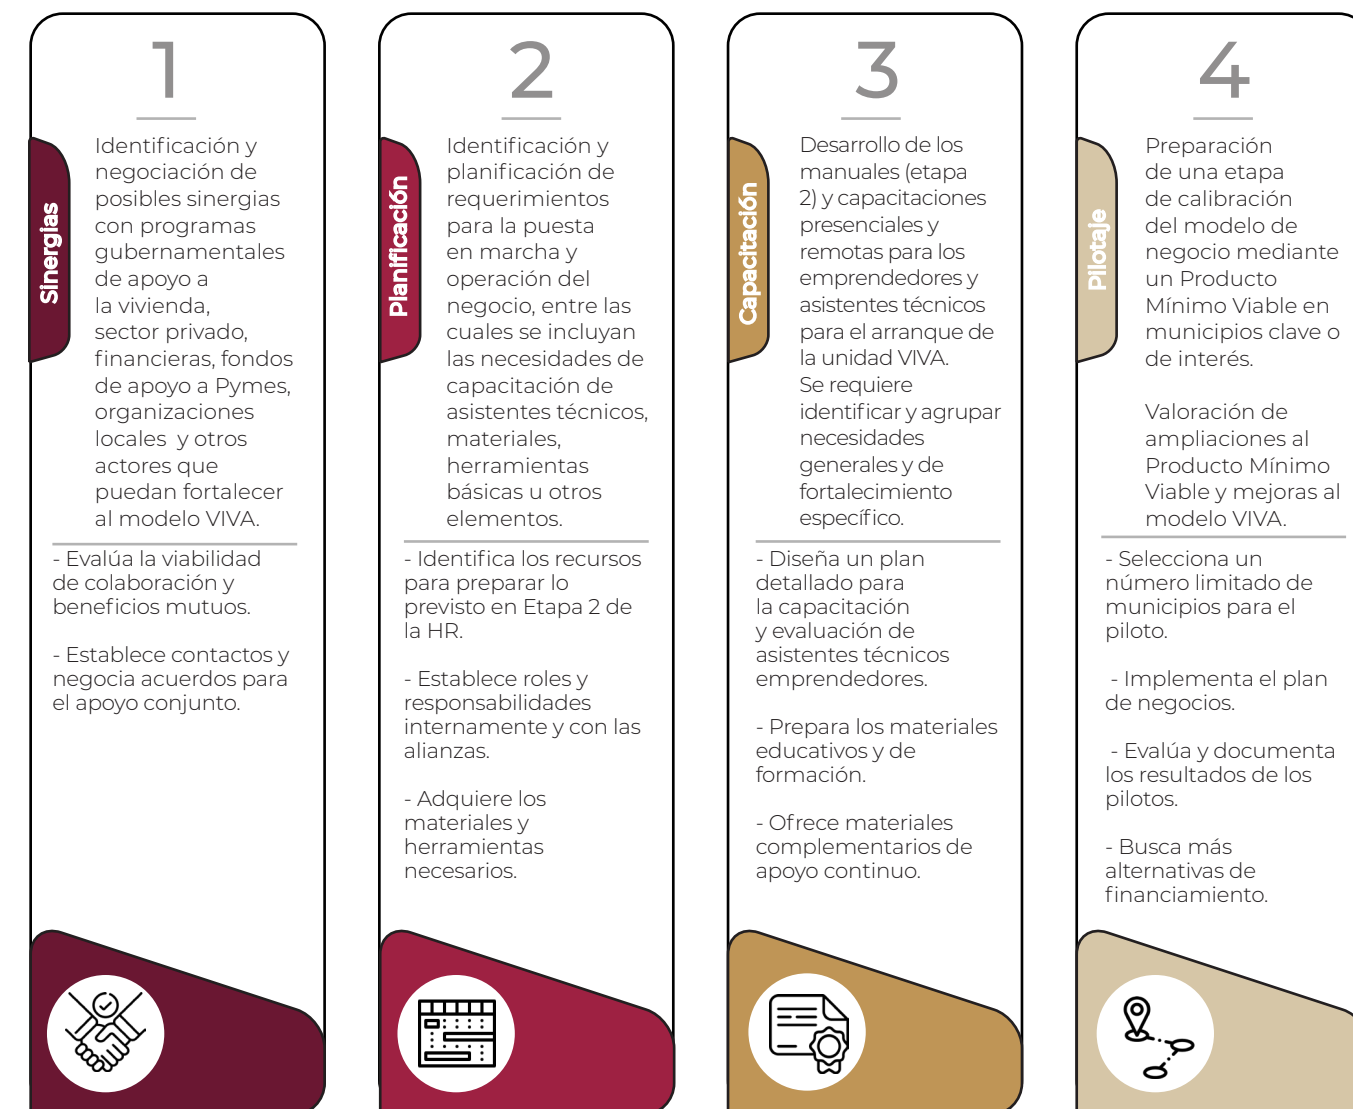 1
Sinergias
Identificación y
negociación de
posibles sinergias
con programas
gubernamentales
de apoyo a
la vivienda,
sector privado,
financieras, fondos
de apoyo a Pymes,
organizaciones
locales y otros
actores que
puedan fortalecer
al modelo VIVA.
- Evalúa la viabilidad
de colaboración y
beneficios mutuos.
- Establece contactos y
negocia acuerdos para
el apoyo conjunto.
2
Planificación
Identificación y
planificación de
requerimientos
para la puesta
en marcha y
operación del
negocio, entre las
cuales se incluyan
las necesidades de
capacitación de
asistentes técnicos,
materiales,
herramientas
básicas u otros
elementos.
- Identifica los recursos
para preparar lo
previsto en Etapa 2 de
la HR.
- Establece roles y
responsabilidades
internamente y con las
alianzas.
- Adquiere los
materiales y
herramientas
necesarios.
3
Capacitación
Desarrollo de los
manuales (etapa
2) y capacitaciones
presenciales y
remotas para los
emprendedores y
asistentes técnicos
para el arranque de
la unidad VIVA.
Se requiere
identificar y agrupar
necesidades
generales y de
fortalecimiento
específico.
- Diseña un plan
detallado para
la capacitación
y evaluación de
asistentes técnicos
emprendedores.
- Prepara los materiales
educativos y de
formación.
- Ofrece materiales
complementarios de
apoyo continuo.
4
Pilotaje
Preparación
de una etapa
de calibración
del modelo de
negocio mediante
un Producto
Mínimo Viable en
municipios clave o
de interés.
Valoración de
ampliaciones al
Producto Mínimo
Viable y mejoras al
modelo VIVA.
- Selecciona un
número limitado de
municipios para el
piloto.
- Implementa el plan
de negocios.
- Evalúa y documenta
los resultados de los
pilotos.
- Busca más
alternativas de
financiamiento.